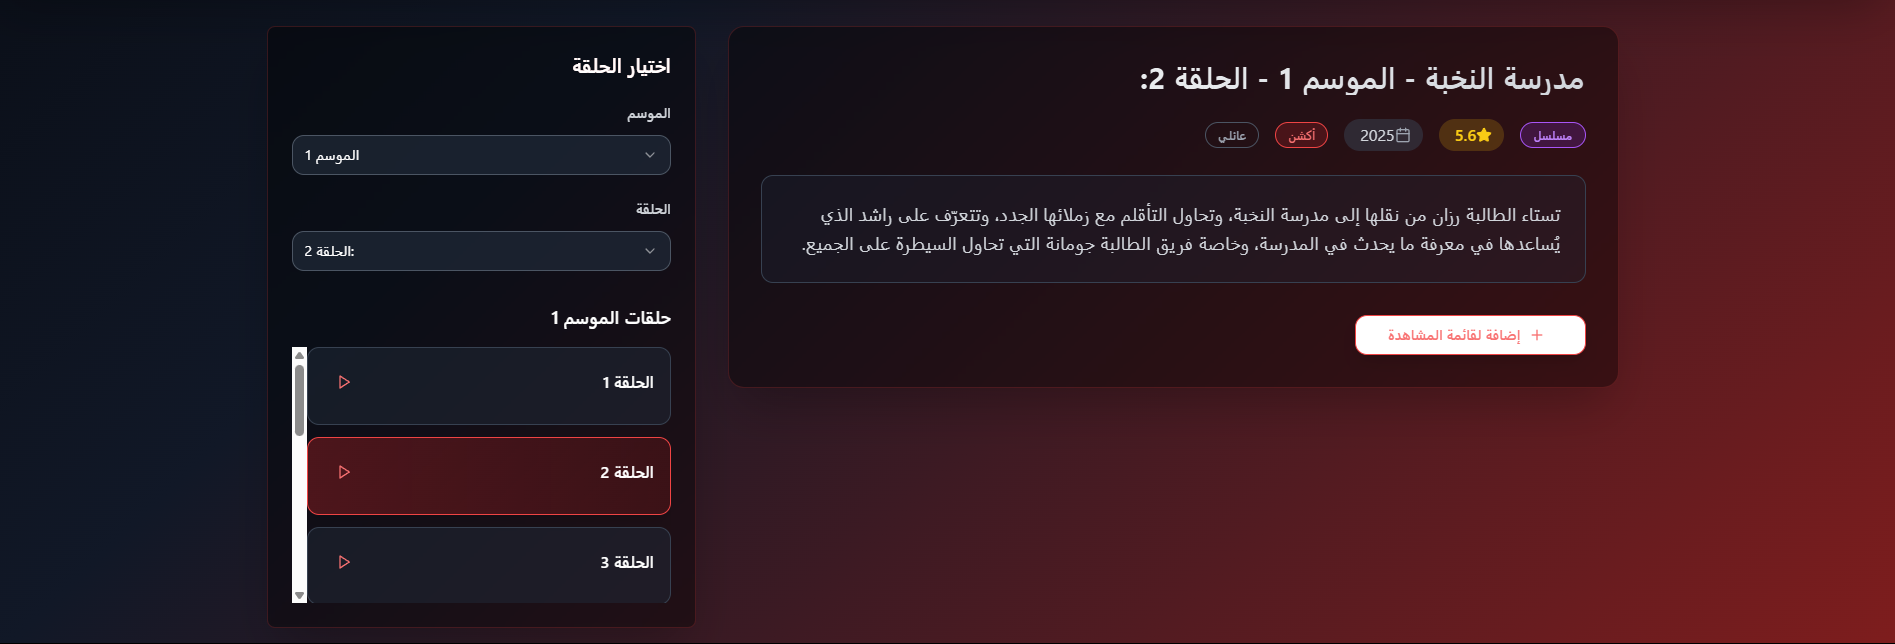 مدرسة النخبة - الموسم 1 - الحلقة 2:
مسلسل
5.6
2025
أكشن
عائلي
تستاء الطالبة رزان من نقلها إلى مدرسة النخبة، وتحاول التأقلم مع زملائها الجدد، وتتعرّف على راشد الذي
يُساعدها في معرفة ما يحدث في المدرسة، وخاصة فريق الطالبة جومانة التي تحاول السيطرة على الجميع.
+ إضافة لقائمة المشاهدة
اختيار الحلقة
الموسم
الموسم 1
الحلقة
الحلقة 2:
حلقات الموسم 1
الحلقة 1
الحلقة 2
الحلقة 3